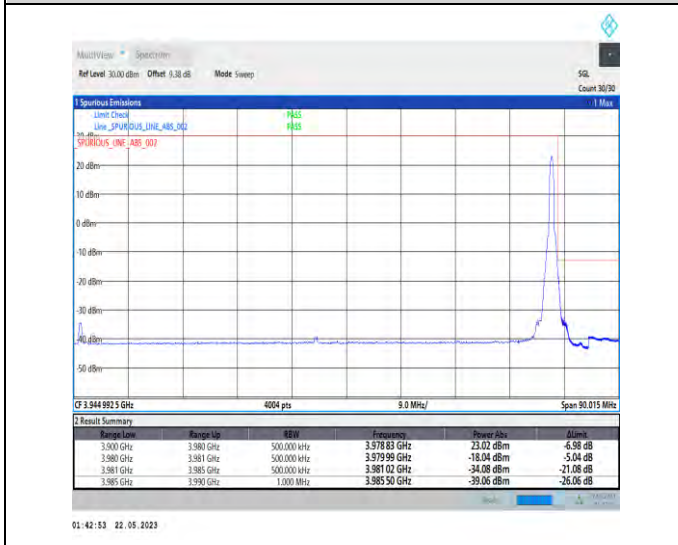 MultiView Spectrum
Ref Level 30.00 dBm Offset 9.38 dB Mode Sweep SGL
Count 30/30
1 Spurious Emissions 1 Max
Limit Check PASS
Line _SPURIOUS_LINE_ABS_002 PASS
_SPURIOUS_LINE_ABS_002
20 dBm
10 dBm
0 dBm
-10 dBm
-20 dBm
-30 dBm
-40 dBm
-50 dBm
CF 3.944 992 5 GHz 4004 pts 9.0 MHz/ Span 90.015 MHz
2 Result Summary
Range Low Range Up RBW Frequency Power Abs ΔLimit
3.900 GHz 3.980 GHz 500.000 kHz 3.978 83 GHz 23.02 dBm -6.98 dB
3.980 GHz 3.981 GHz 500.000 kHz 3.979 99 GHz -18.04 dBm -5.04 dB
3.981 GHz 3.985 GHz 500.000 kHz 3.981 02 GHz -34.08 dBm -21.08 dB
3.985 GHz 3.990 GHz 1.000 MHz 3.985 50 GHz -39.06 dBm -26.06 dB
01:42:53 22.05.2023